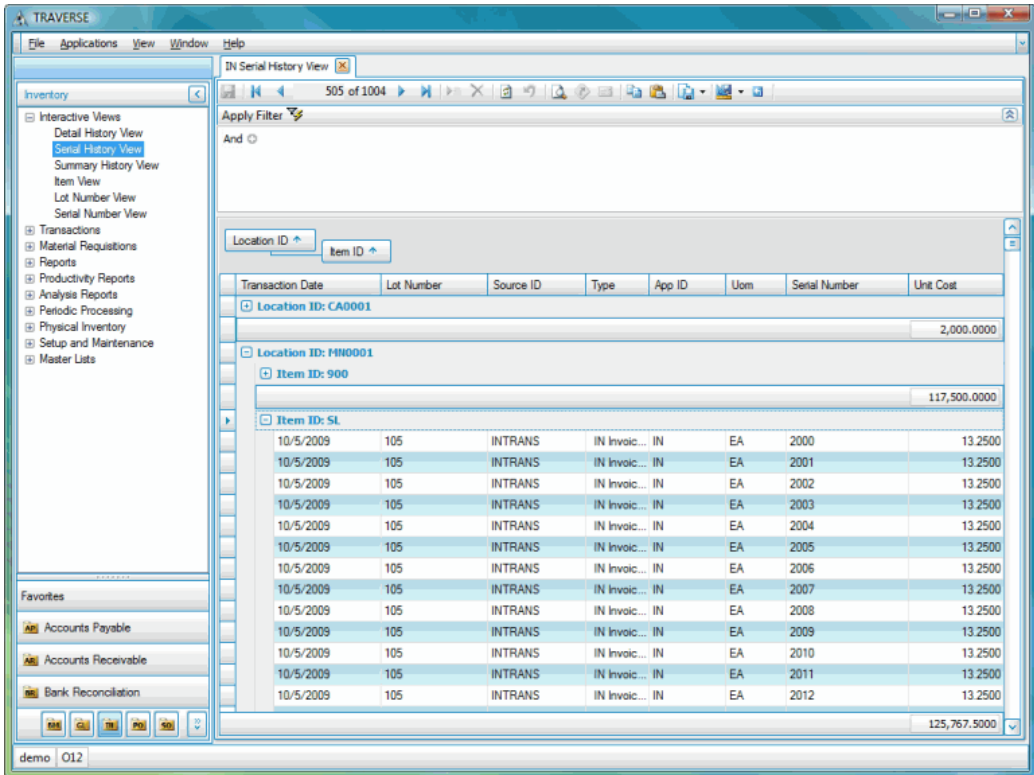 TRAVERSE
File Applications View Window Help
IN Serial History View
Inventory
505 of 1004
Interactive Views
Detail History View
Serial History View
Summary History View
Item View
Lot Number View
Serial Number View
Transactions
Material Requisitions
Reports
Productivity Reports
Analysis Reports
Periodic Processing
Physical Inventory
Setup and Maintenance
Master Lists
Favorites
AP Accounts Payable
AR Accounts Receivable
BR Bank Reconciliation
GL PO SO
Apply Filter
And
Location ID
Item ID
Transaction Date Lot Number Source ID Type App ID Uom Serial Number Unit Cost
Location ID: CA0001
2,000.0000
Location ID: MN0001
Item ID: 900
117,500.0000
Item ID: SL
10/5/2009 105 INTRANS IN Invoic... IN EA 2000 13.2500
10/5/2009 105 INTRANS IN Invoic... IN EA 2001 13.2500
10/5/2009 105 INTRANS IN Invoic... IN EA 2002 13.2500
10/5/2009 105 INTRANS IN Invoic... IN EA 2003 13.2500
10/5/2009 105 INTRANS IN Invoic... IN EA 2004 13.2500
10/5/2009 105 INTRANS IN Invoic... IN EA 2005 13.2500
10/5/2009 105 INTRANS IN Invoic... IN EA 2006 13.2500
10/5/2009 105 INTRANS IN Invoic... IN EA 2007 13.2500
10/5/2009 105 INTRANS IN Invoic... IN EA 2008 13.2500
10/5/2009 105 INTRANS IN Invoic... IN EA 2009 13.2500
10/5/2009 105 INTRANS IN Invoic... IN EA 2010 13.2500
10/5/2009 105 INTRANS IN Invoic... IN EA 2011 13.2500
10/5/2009 105 INTRANS IN Invoic... IN EA 2012 13.2500
125,767.5000
demo O12